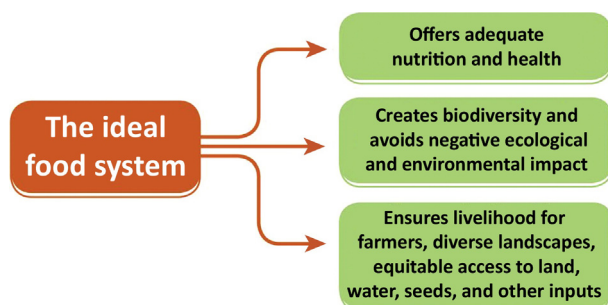 The ideal
food system
Offers adequate
nutrition and health
Creates biodiversity and
avoids negative ecological
and environmental impact
Ensures livelihood for
farmers, diverse landscapes,
equitable access to land,
water, seeds, and other inputs